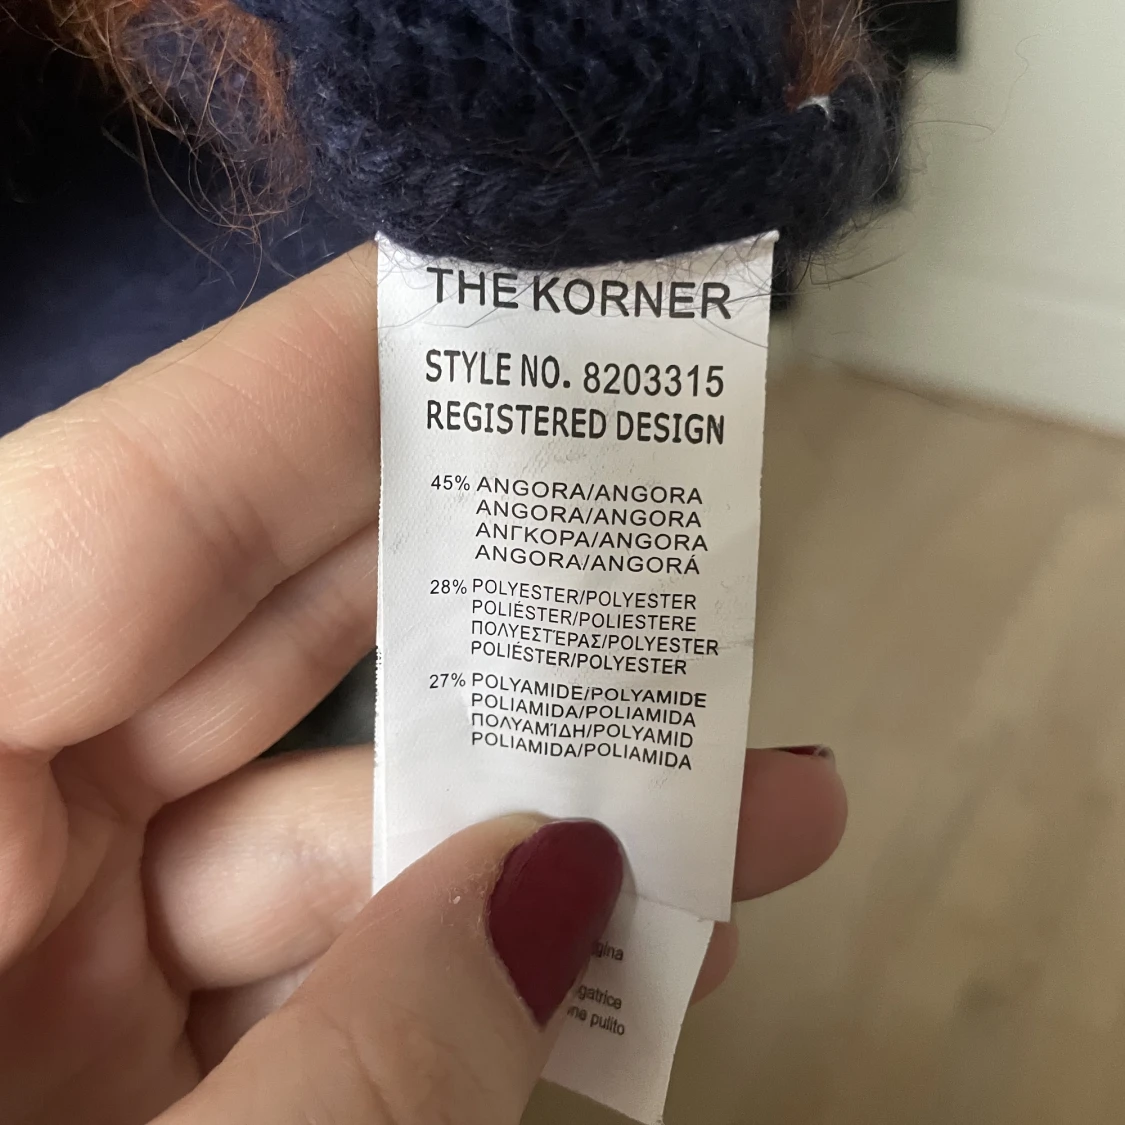 THE KORNER
STYLE NO. 8203315
REGISTERED DESIGN
45% ANGORA/ANGORA
ANGORA/ANGORA
ΑΝΓΚΟΡΑ/ANGORA
ANGORA/ANGORÁ
28% POLYESTER/POLYESTER
POLIÉSTER/POLIESTERE
ΠΟΛΥΕΣΤΈΡΑΣ/POLYESTER
POLIÉSTER/POLYESTER
27% POLYAMIDE/POLYAMIDE
POLIAMIDA/POLIAMIDA
ΠΟΛΥΑΜΊΔΗ/POLYAMID
POLIAMIDA/POLIAMIDA
pulito